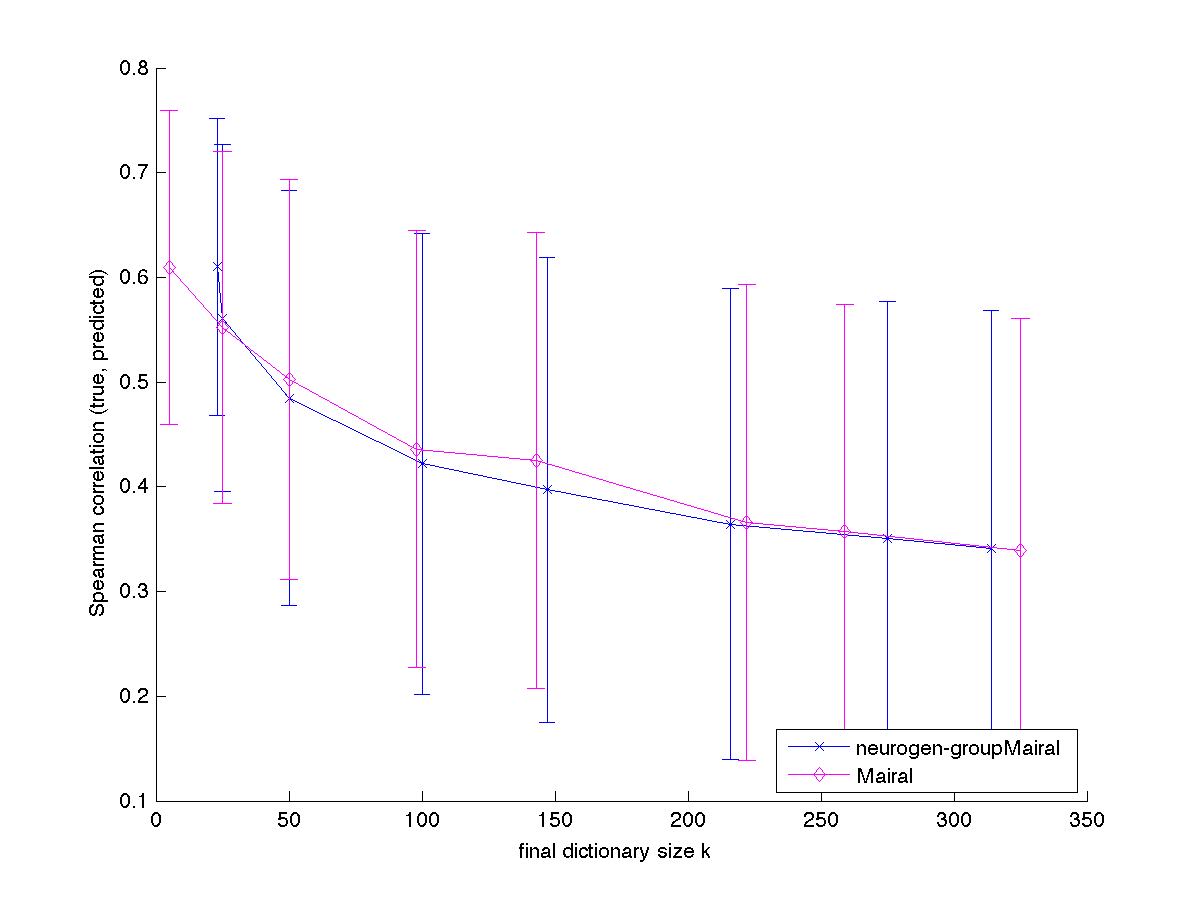 0.8
0.7
0.6
0.5
0.4
0.3
0.2
0.1
Spearman correlation (true, predicted)
neurogen-groupMairal
Mairal
0 50 100 150 200 250 300 350
final dictionary size k